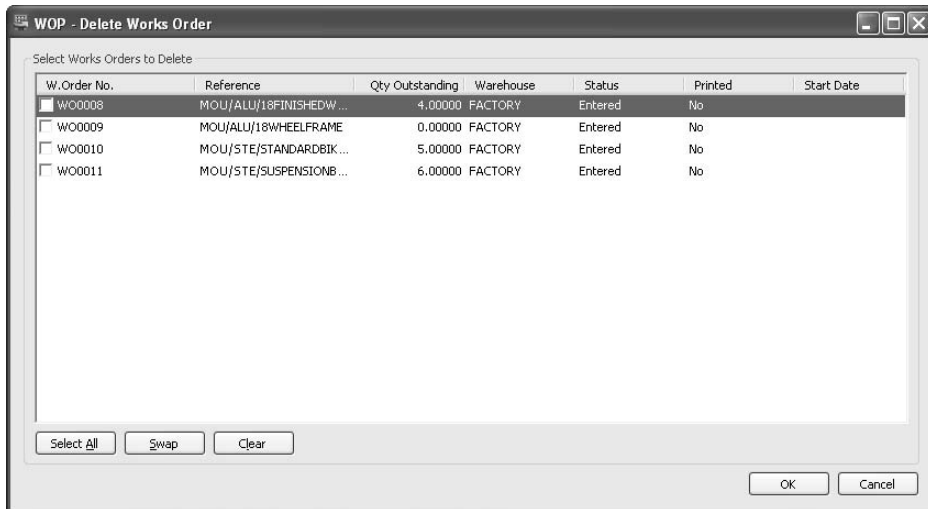 WOP - Delete Works Order
Select Works Orders to Delete
W.Order No. Reference Qty Outstanding Warehouse Status Printed Start Date
WO0008 MOU/ALU/18FINISHEDW... 4.00000 FACTORY Entered No
WO0009 MOU/ALU/18WHEELFRAME 0.00000 FACTORY Entered No
WO0010 MOU/STE/STANDARDBIK... 5.00000 FACTORY Entered No
WO0011 MOU/STE/SUSPENSIONB... 6.00000 FACTORY Entered No
Select All Swap Clear
OK Cancel